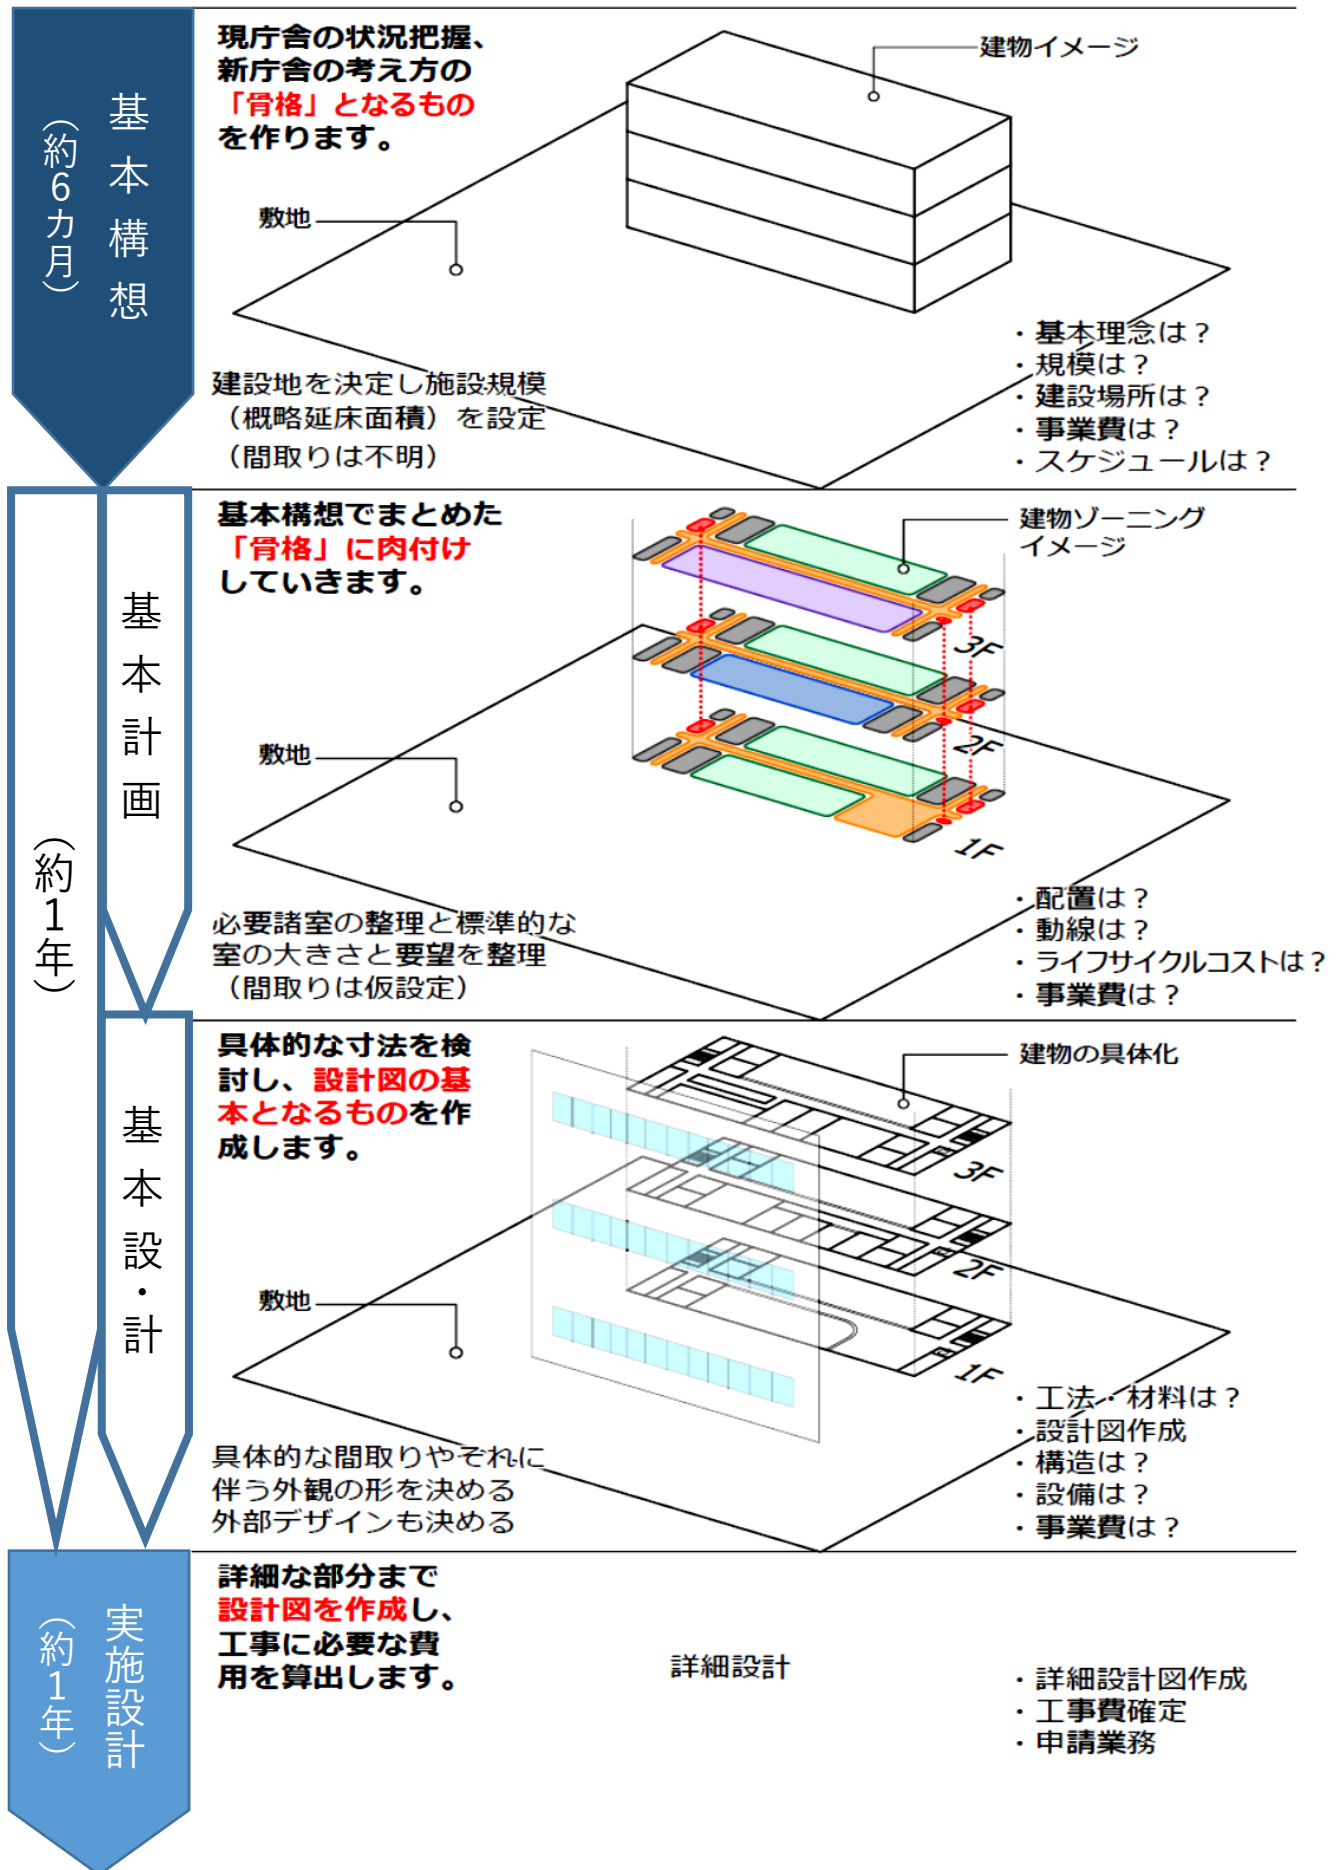 基本構想
（約6カ月）
現庁舎の状況把握、
新庁舎の考え方の
「骨格」となるもの
を作ります。
建物イメージ
敷地
建設地を決定し施設規模
（概略延床面積）を設定
（間取りは不明）
・基本理念は？
・規模は？
・建設場所は？
・事業費は？
・スケジュールは？
（約1年）
基本計画
基本構想でまとめた
「骨格」に肉付け
していきます。
建物ゾーニング
イメージ
3F
2F
1F
敷地
必要諸室の整理と標準的な
室の大きさと要望を整理
（間取りは仮設定）
・配置は？
・動線は？
・ライフサイクルコストは？
・事業費は？
基本設・計
具体的な寸法を検
討し、設計図の基
本となるものを作
成します。
建物の具体化
3F
2F
1F
敷地
具体的な間取りやぞれに
伴う外観の形を決める
外部デザインも決める
・工法・材料は？
・設計図作成
・構造は？
・設備は？
・事業費は？
実施設計
（約1年）
詳細な部分まで
設計図を作成し、
工事に必要な費
用を算出します。
詳細設計
・詳細設計図作成
・工事費確定
・申請業務